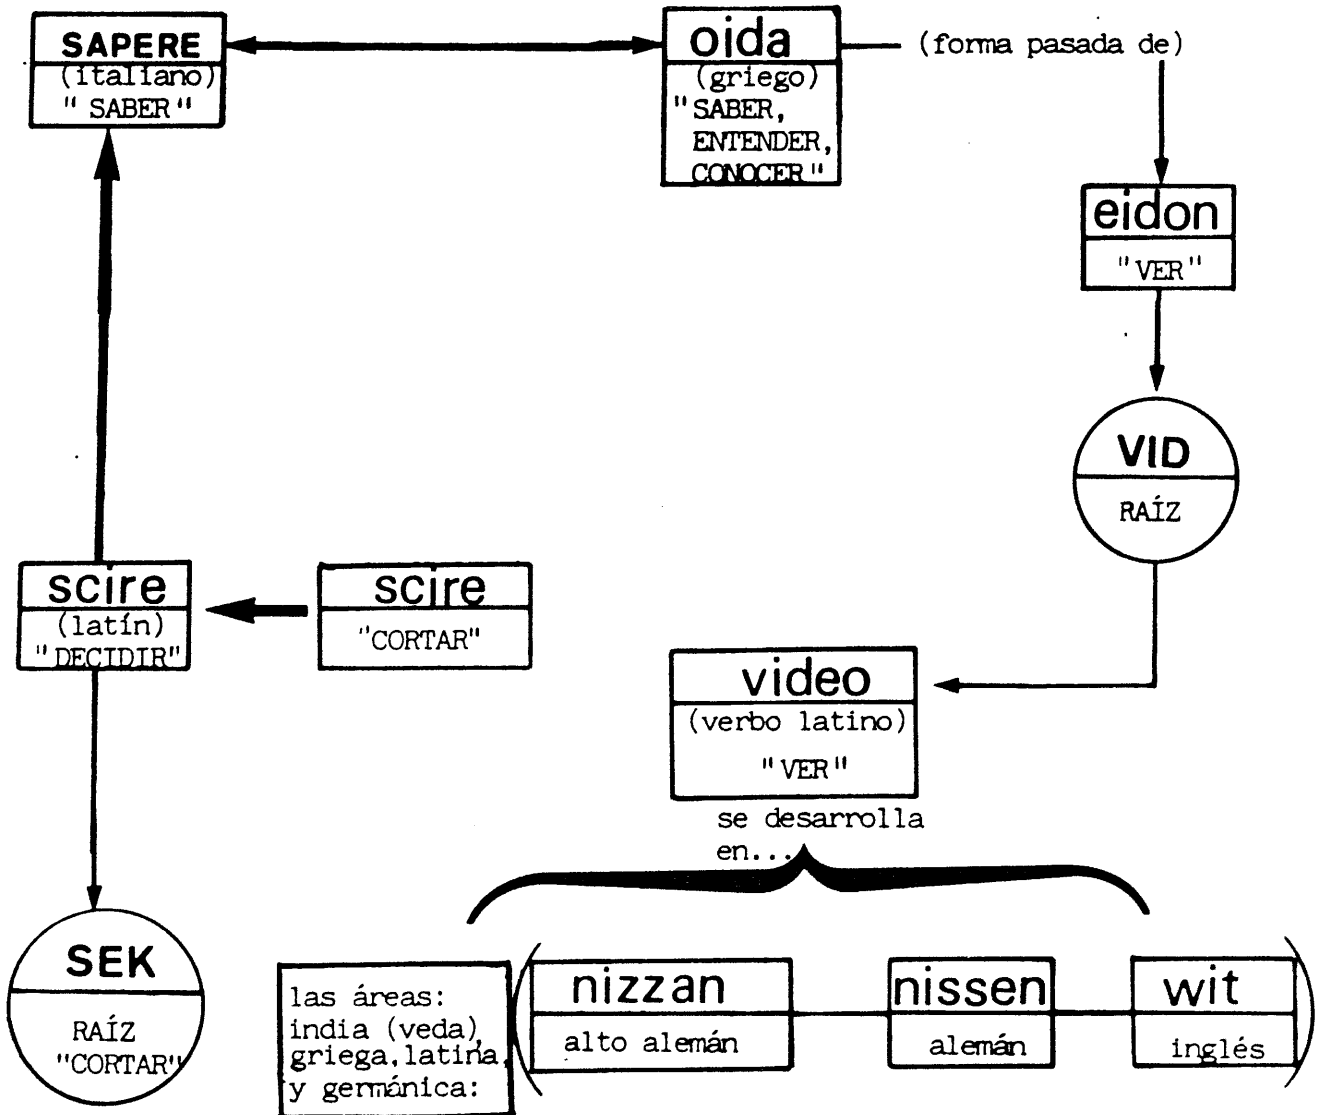 SAPERE
(italiano)
"SABER"
oida
(griego)
"SABER,
ENTENDER,
CONOCER"
(forma pasada de)
eidon
"VER"
VID
RAÍZ
scire
(latín)
"DECIDIR"
scire
"CORTAR"
video
(verbo latino)
"VER"
se desarrolla
en...
SEK
RAÍZ
"CORTAR"
las áreas:
india (veda),
griega, latina,
y germánica:
nizzan
alto alemán
nissen
alemán
wit
inglés